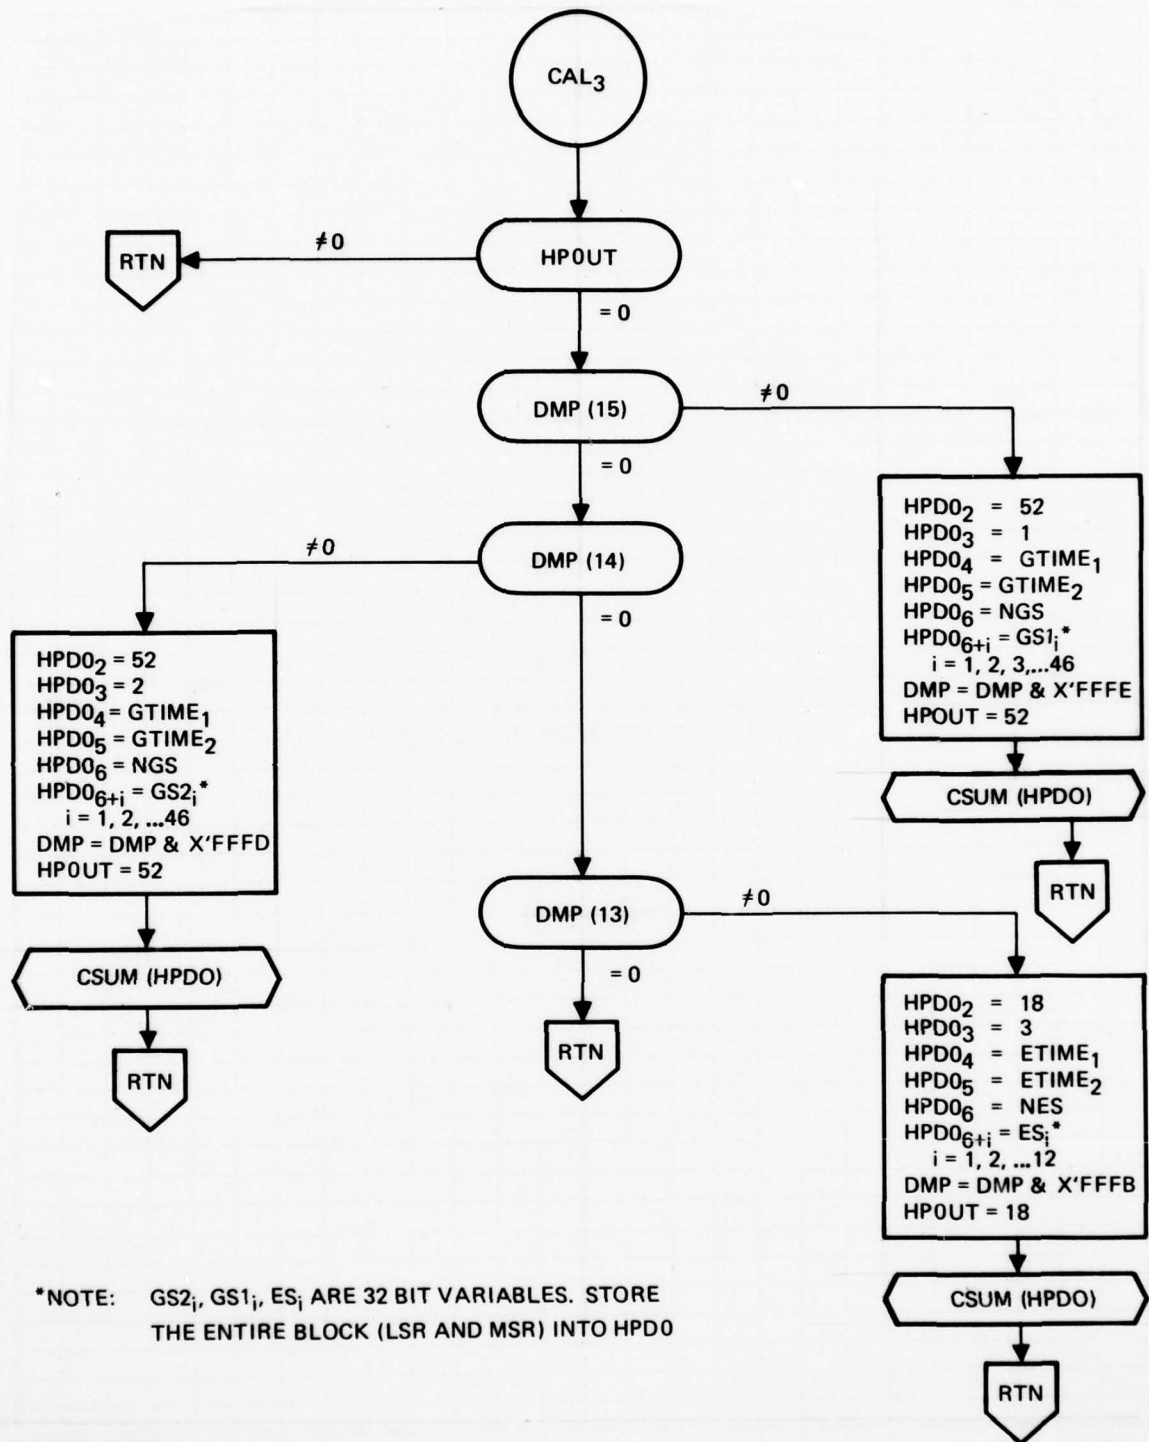 CAL₃
HPOUT
≠0
RTN
= 0
DMP (15)
≠0
= 0
HPDO₂ = 52
HPDO₃ = 1
HPDO₄ = GTIME₁
HPDO₅ = GTIME₂
HPDO₆ = NGS
HPDO₆₊ᵢ = GS1ᵢ*
i = 1, 2, 3,...46
DMP = DMP & X'FFFE
HPOUT = 52
CSUM (HPDO)
RTN
DMP (14)
≠0
= 0
HPDO₂ = 52
HPDO₃ = 2
HPDO₄ = GTIME₁
HPDO₅ = GTIME₂
HPDO₆ = NGS
HPDO₆₊ᵢ = GS2ᵢ*
i = 1, 2, ...46
DMP = DMP & X'FFFD
HPOUT = 52
CSUM (HPDO)
RTN
DMP (13)
≠0
= 0
RTN
HPDO₂ = 18
HPDO₃ = 3
HPDO₄ = ETIME₁
HPDO₅ = ETIME₂
HPDO₆ = NES
HPDO₆₊ᵢ = ESᵢ*
i = 1, 2, ...12
DMP = DMP & X'FFFB
HPOUT = 18
CSUM (HPDO)
RTN
*NOTE: GS2ᵢ, GS1ᵢ, ESᵢ ARE 32 BIT VARIABLES. STORE
THE ENTIRE BLOCK (LSR AND MSR) INTO HPDO